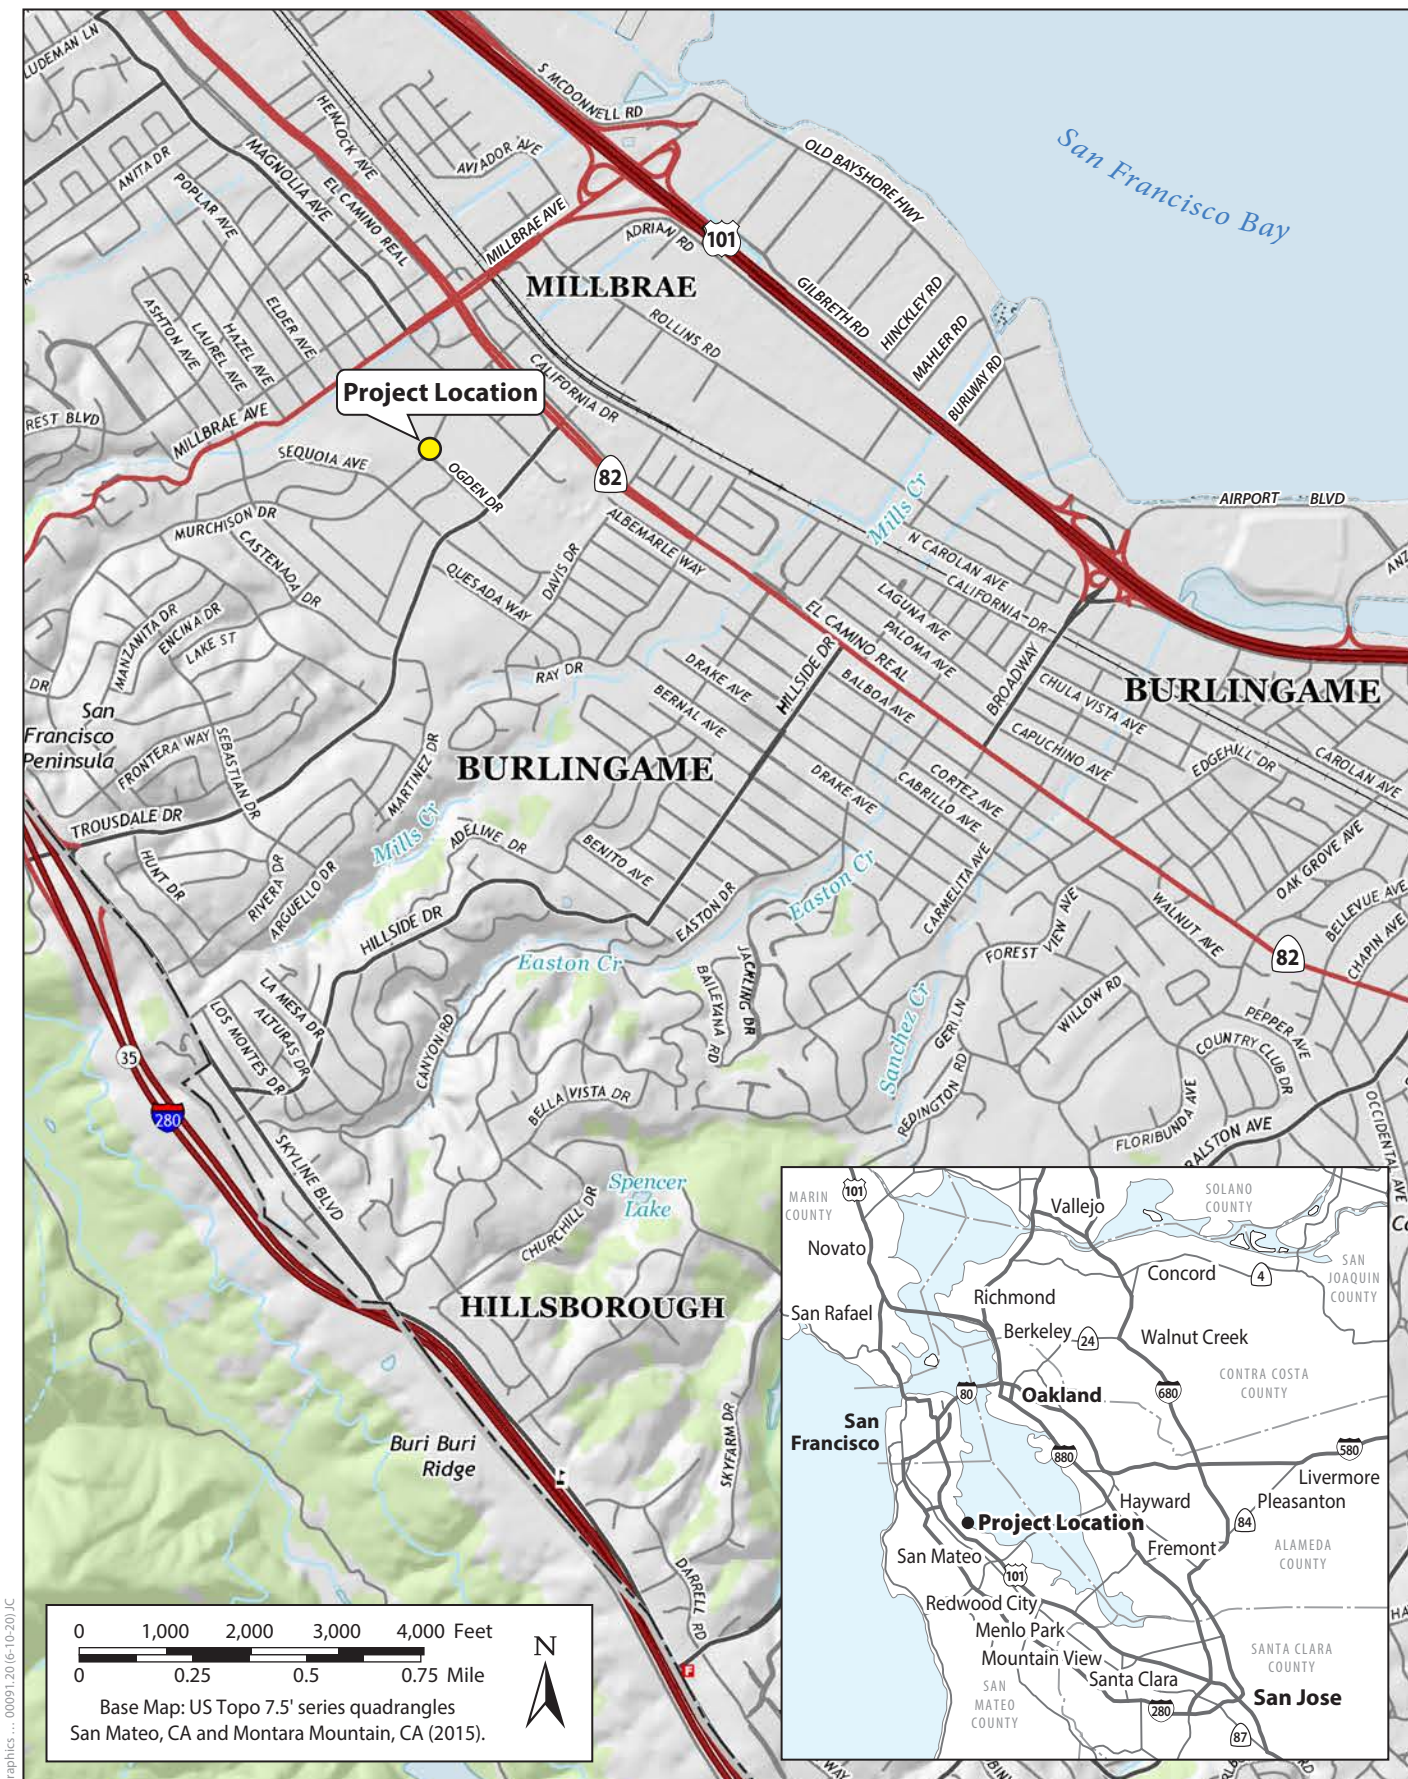 LUDEMAN LN
S MCDONNELL RD
HEMLOCK AVE
MAGNOLIA AVE
AVIADOR AVE
ANITA DR
POPLAR AVE
EL CAMINO REAL
OLD BAYSHORE HWY
San Francisco Bay
MILLBRAE AVE
ADRIAN RD
101
MILLBRAE
GILBRETH RD
HINCKLEY RD
MAHLER RD
BURLWAY RD
ROLLINS RD
ASHTON AVE
LAUREL AVE
HAZEL AVE
ELDER AVE
CALIFORNIA DR
Project Location
REST BLVD
MILLBRAE AVE
SEQUOIA AVE
OGDEN DR
82
AIRPORT BLVD
ANZ
MURCHISON DR
CASTENADA DR
ALBEMARLE WAY
Mills Cr
N CAROLAN AVE
CALIFORNIA DR
QUESADA WAY
DAVIS DR
LAGUNA AVE
PALOMA AVE
MANZANITA DR
ENCINA DR
LAKE ST
EL CAMINO REAL
HILLSIDE DR
BROADWAY
DR
RAY DR
DRAKE AVE
BERNAL AVE
BALBOA AVE
CHULA VISTA AVE
BURLINGAME
San
Francisco
Peninsula
FRONTERA WAY
SEBASTIAN DR
MARTINEZ DR
BURLINGAME
CAPUCHINO AVE
EDGEHILL DR
CAROLAN AVE
DRAKE AVE
CORTEZ AVE
CABRILLO AVE
TROUSDALE DR
Mills Cr
ADELINE DR
BENITO AVE
HUNT DR
RIVERA DR
ARGUELLO DR
HILLSIDE DR
EASTON DR
Easton Cr
CARMELITA AVE
OAK GROVE AVE
BELLEVUE AVE
CHAPIN AVE
WALNUT AVE
82
FOREST VIEW AVE
Easton Cr
BAILEYANA RD
JACKLING DR
LA MESA DR
ALTURAS DR
LOS MONTES DR
CANYON RD
Sanchez Cr
GERI LN
WILLOW RD
PEPPER AVE
COUNTRY CLUB DR
35
280
BELLA VISTA DR
REDINGTON RD
FLORIBUNDA AVE
RALSTON AVE
OCCIDENTAL AVE
SKYLINE BLVD
Spencer
Lake
CHURCHILL DR
HILLSBOROUGH
Buri Buri
Ridge
SKYFARM DR
DARRELL RD
F
MARIN
COUNTY
101
Vallejo
SOLANO
COUNTY
Novato
Concord
4
SAN
JOAQUIN
COUNTY
San Rafael
Richmond
Berkeley
24
Walnut Creek
CONTRA COSTA
COUNTY
80
Oakland
680
San
Francisco
880
580
Livermore
Hayward
Pleasanton
84
Project Location
Fremont
ALAMEDA
COUNTY
San Mateo
101
Redwood City
Menlo Park
Mountain View
SANTA CLARA
COUNTY
Santa Clara
SAN
MATEO
COUNTY
280
San Jose
87
0 1,000 2,000 3,000 4,000 Feet
0 0.25 0.5 0.75 Mile
N
Base Map: US Topo 7.5' series quadrangles
San Mateo, CA and Montara Mountain, CA (2015).
raphics ... 00091.20 (6-10-20) JC
WAY
RD
HA